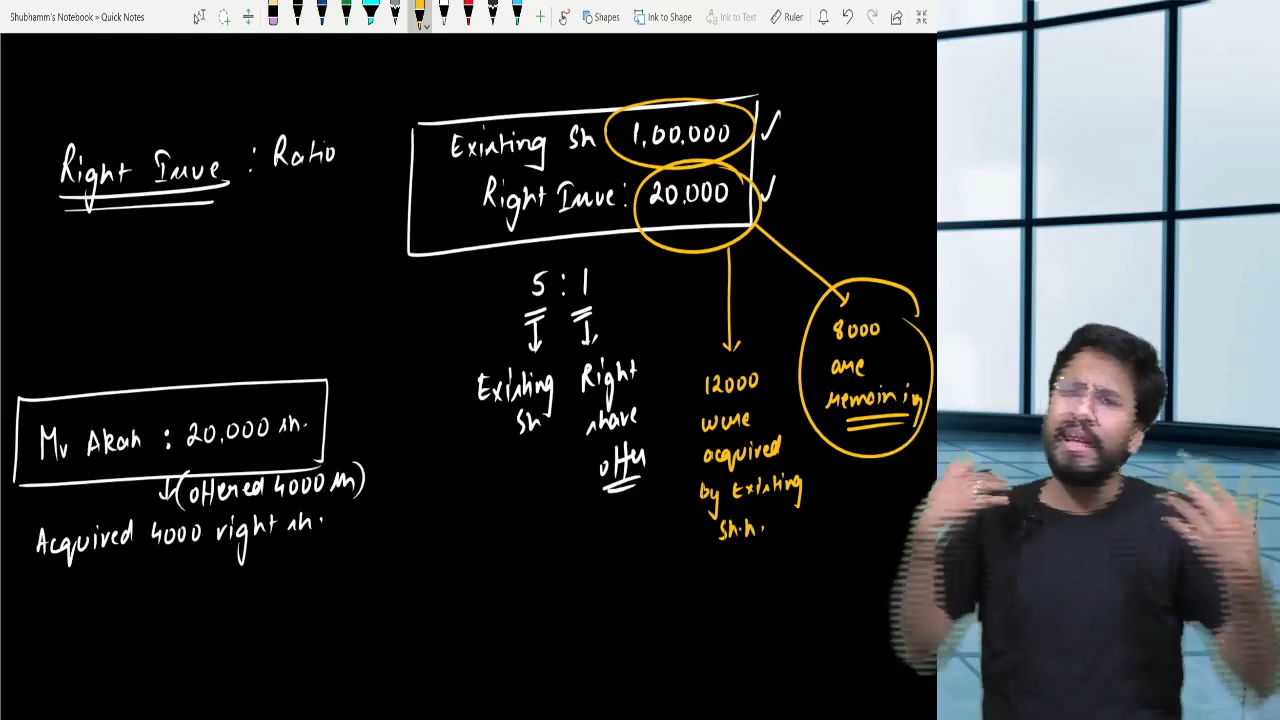 Shubhamm's Notebook » Quick Notes
Shapes
Ink to Shape
Ink to Text
Ruler
Right Issue : Ratio
Existing Sh 1,00,000
Right Issue: 20,000
5 : 1
Existing
Sh
Right
share
offer
12000
were
acquired
by Existing
Sh.h.
8000
are
remaining
Mr Akash : 20,000 sh.
(offered 4000 sh)
Acquired 4000 right sh.